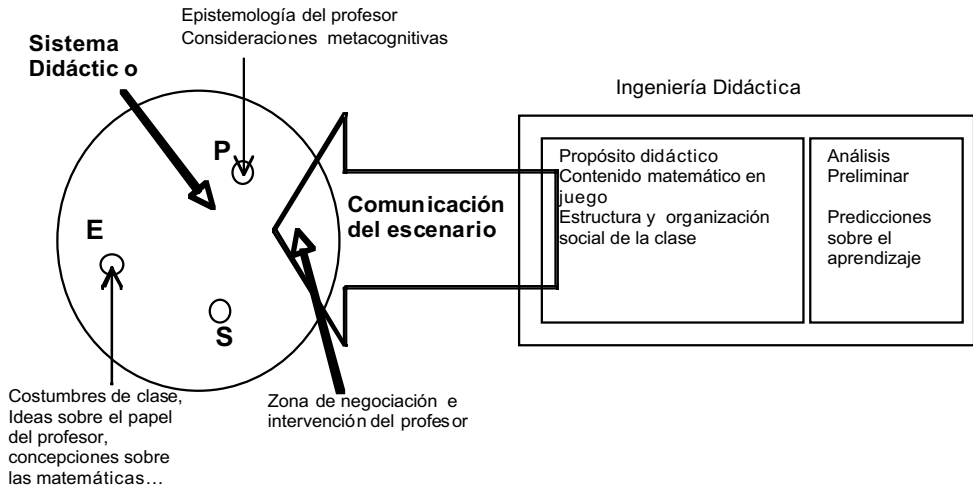 Epistemología del profesor
Consideraciones metacognitivas
Sistema
Didáctic o
Ingeniería Didáctica
P
E
S
Comunicación
del escenario
Propósito didáctico
Contenido matemático en
juego
Estructura y organización
social de la clase
Análisis
Preliminar
Predicciones
sobre el
aprendizaje
Costumbres de clase,
Ideas sobre el papel
del profesor,
concepciones sobre
las matemáticas…
Zona de negociación e
intervención del profesor